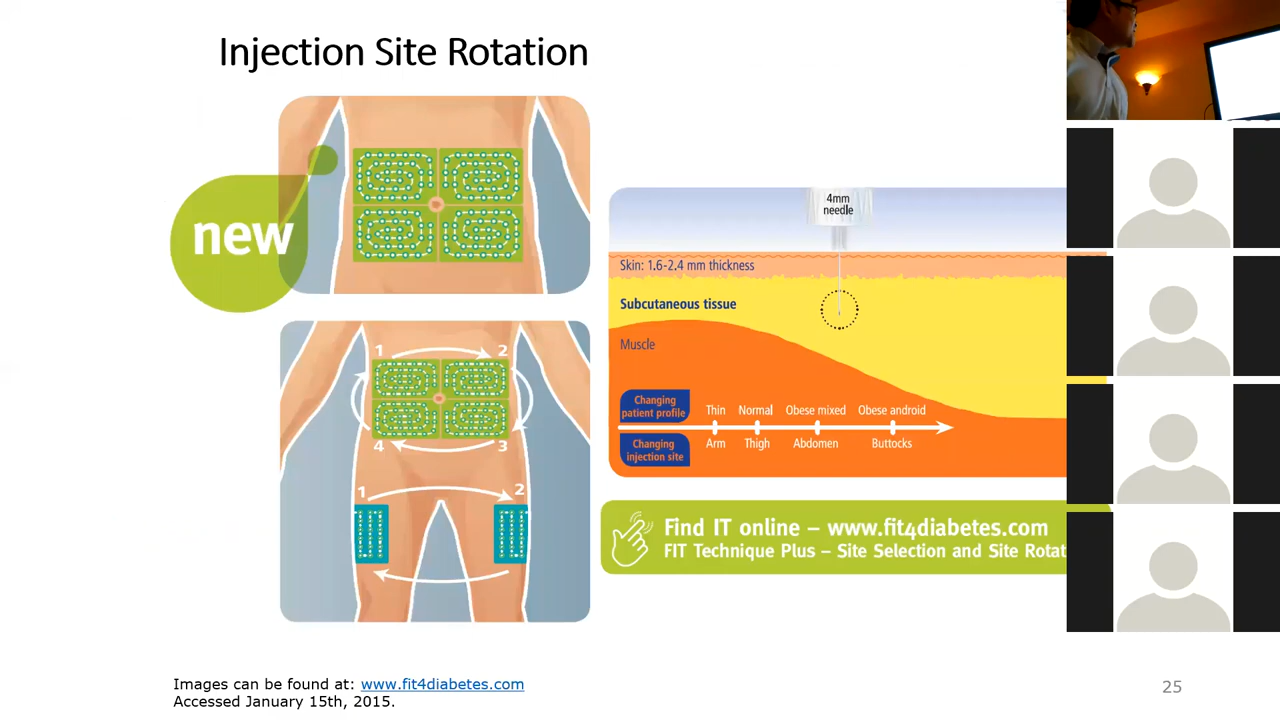 Injection Site Rotation
new
1
2
4
3
1
2
4mm
needle
Skin: 1.6-2.4 mm thickness
Subcutaneous tissue
Muscle
Changing
patient profile
Thin Normal Obese mixed Obese android
Changing
injection site
Arm Thigh Abdomen Buttocks
Find IT online – www.fit4diabetes.com
FIT Technique Plus – Site Selection and Site Rotat
Images can be found at: www.fit4diabetes.com
Accessed January 15th, 2015.
25